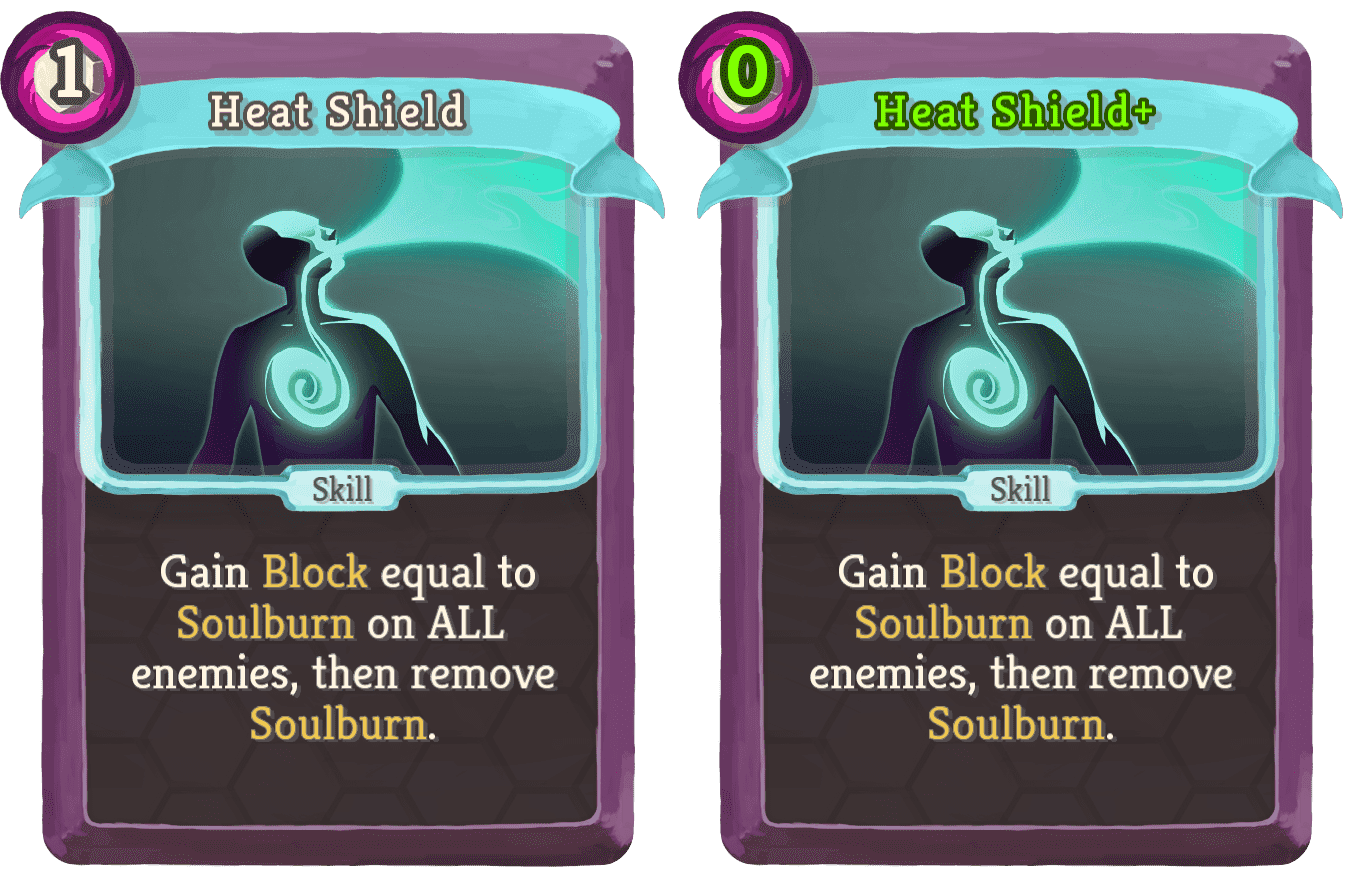 1
Heat Shield
Skill
Gain Block equal to
Soulburn on ALL
enemies, then remove
Soulburn.
0
Heat Shield+
Skill
Gain Block equal to
Soulburn on ALL
enemies, then remove
Soulburn.